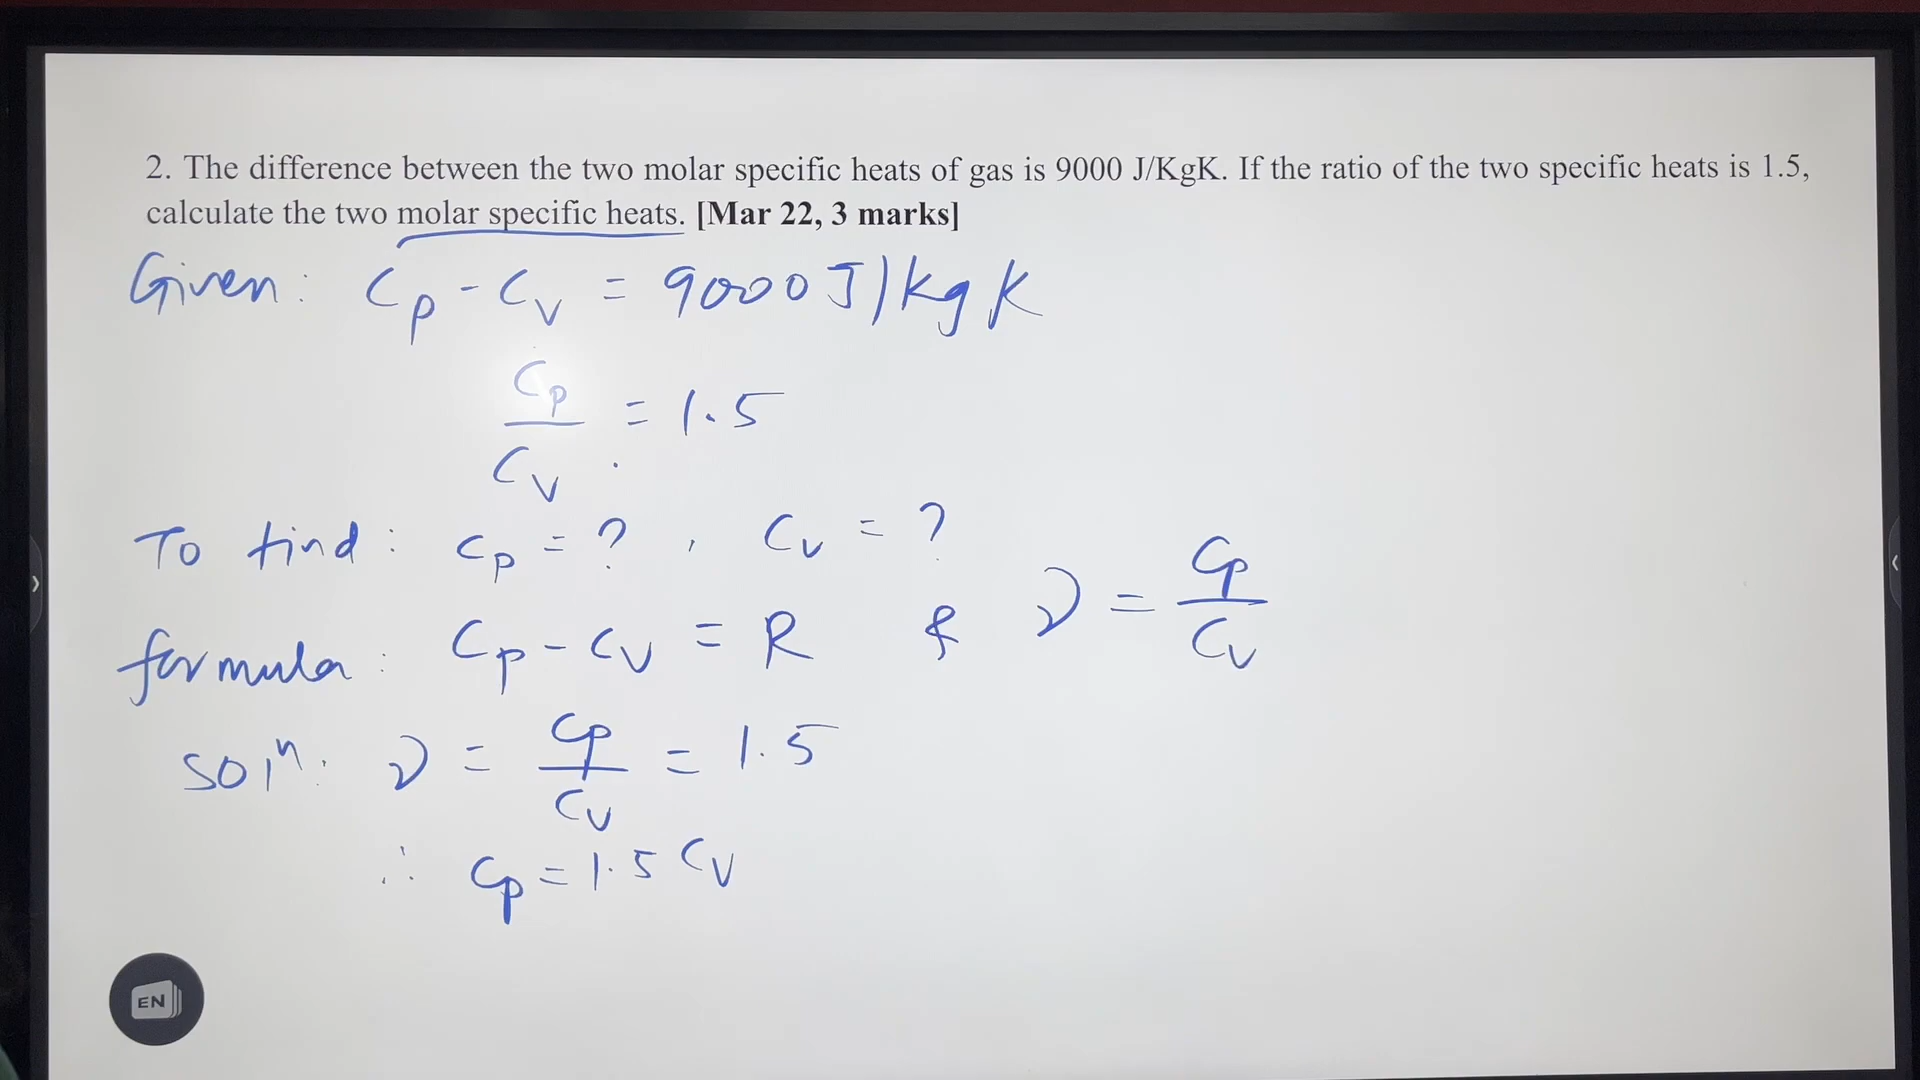 2. The difference between the two molar specific heats of gas is 9000 J/KgK. If the ratio of the two specific heats is 1.5,
calculate the two molar specific heats. [Mar 22, 3 marks]
Given: Cp - Cv = 9000 J/kg K
Cp/Cv = 1.5
To find: Cp = ? , Cv = ?
formula: Cp - Cv = R & γ = Cp/Cv
Solⁿ: γ = Cp/Cv = 1.5
∴ Cp = 1.5 Cv
EN